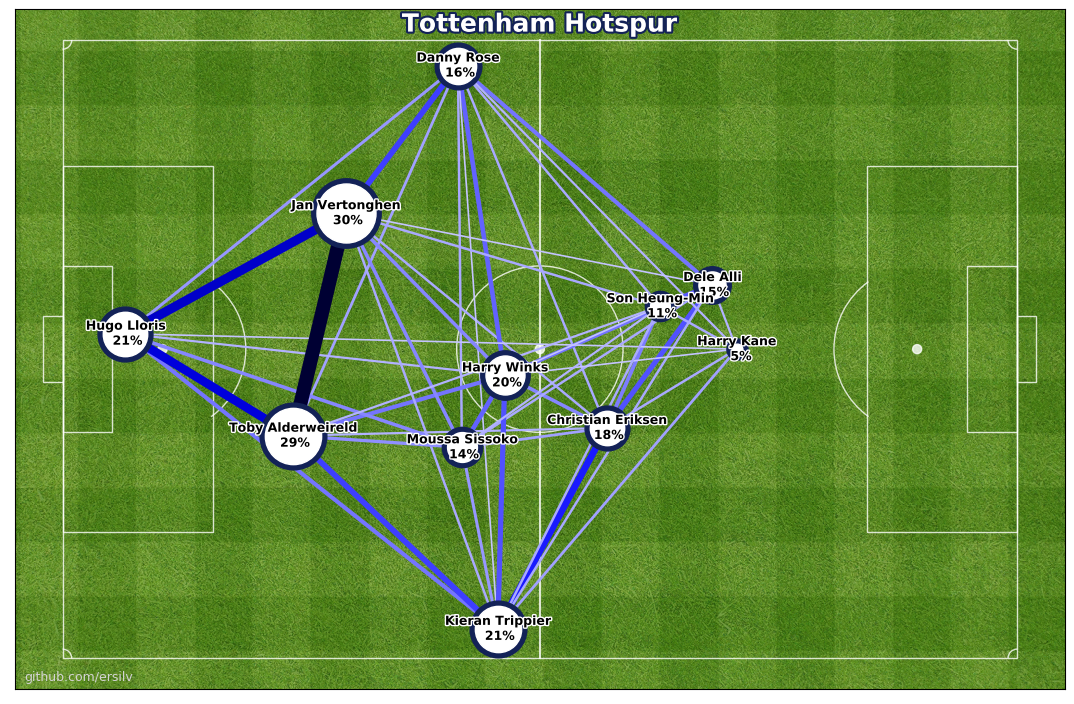 Tottenham Hotspur
Danny Rose
16%
Jan Vertonghen
30%
Dele Alli
15%
Son Heung-Min
11%
Hugo Lloris
21%
Harry Kane
5%
Harry Winks
20%
Christian Eriksen
18%
Toby Alderweireld
29%
Moussa Sissoko
14%
Kieran Trippier
21%
github.com/ersilv